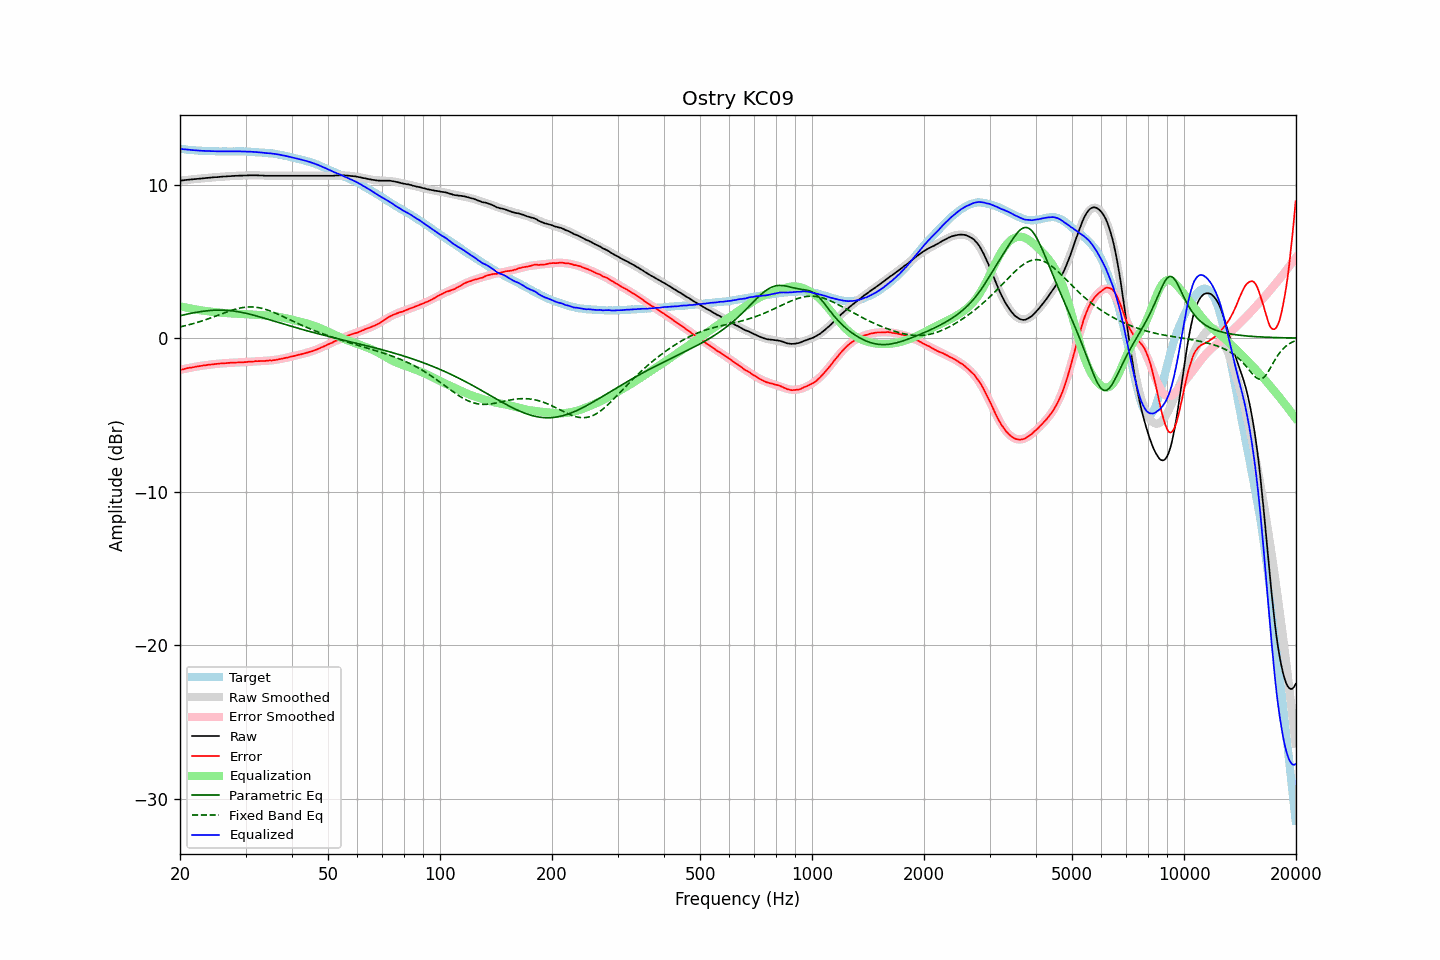 Ostry KC09
10
0
−10
−20
−30
Amplitude (dBr)
Target
Raw Smoothed
Error Smoothed
Raw
Error
Equalization
Parametric Eq
Fixed Band Eq
Equalized
20 50 100 200 500 1000 2000 5000 10000 20000
Frequency (Hz)